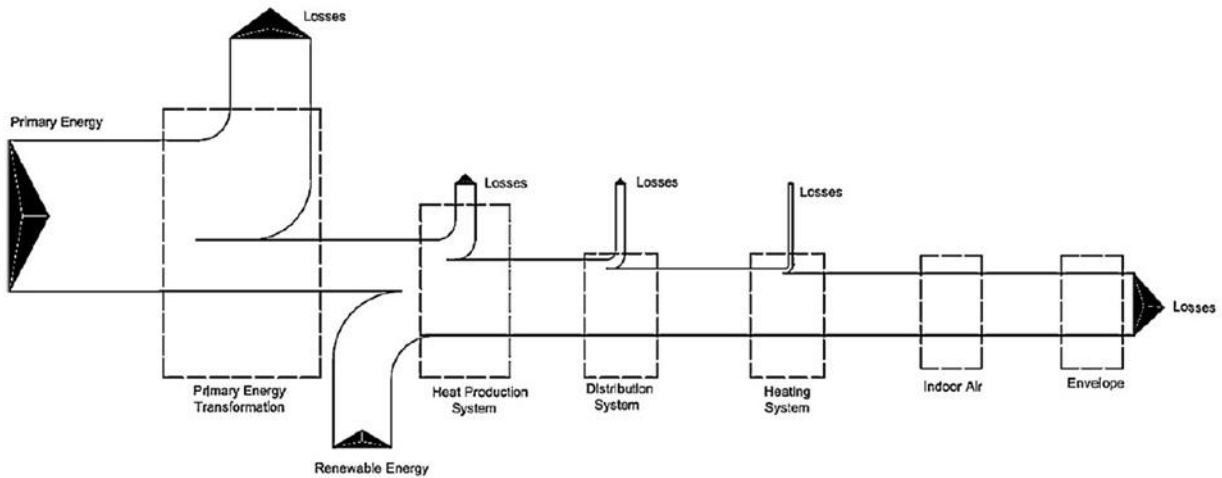 Losses
Primary Energy
Losses
Losses
Losses
Losses
Primary Energy
Transformation
Heat Production
System
Distribution
System
Heating
System
Indoor Air
Envelope
Renewable Energy